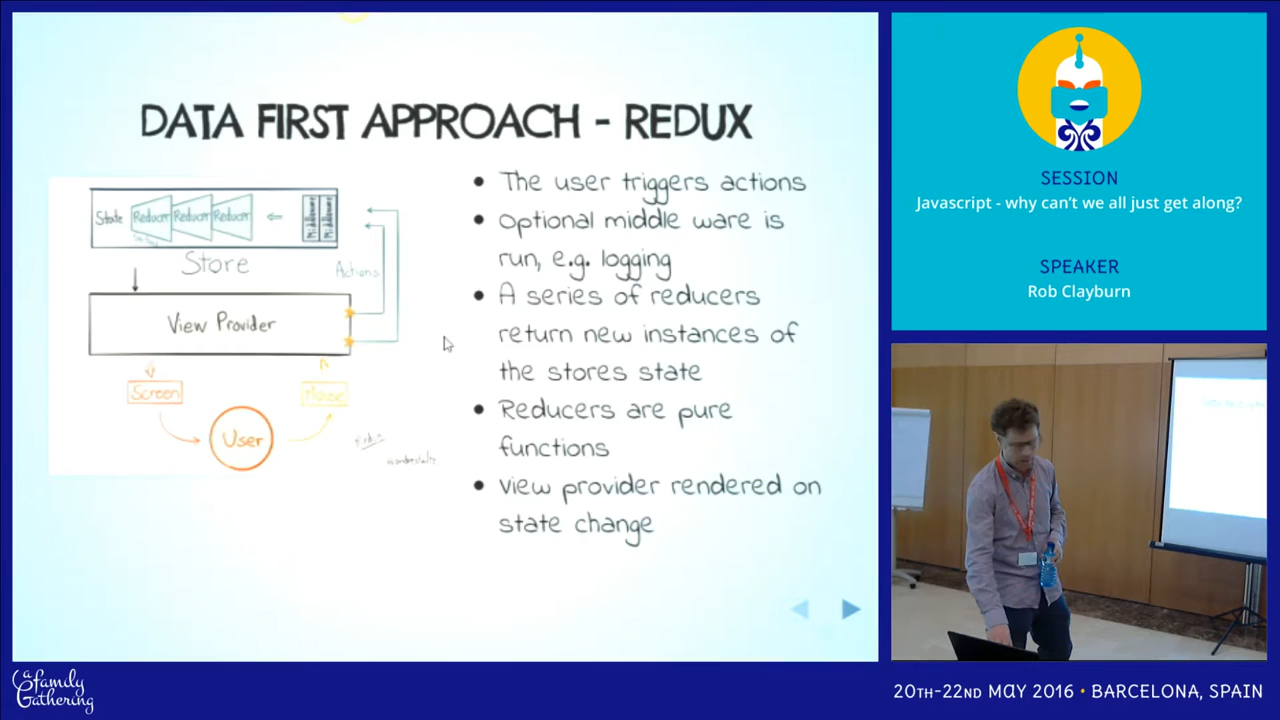 DATA FIRST APPROACH - REDUX
State
Reducer
Reducer
Reducer
Middleware
Middleware
Store
Actions
View Provider
Screen
Mouse
User
• The user triggers actions
• Optional middle ware is
run, e.g. logging
• A series of reducers
return new instances of
the stores state
• Reducers are pure
functions
• View provider rendered on
state change
SESSION
Javascript - why can't we all just get along?
SPEAKER
Rob Clayburn
a family
Gathering
20TH-22ND MAY 2016 • BARCELONA, SPAIN